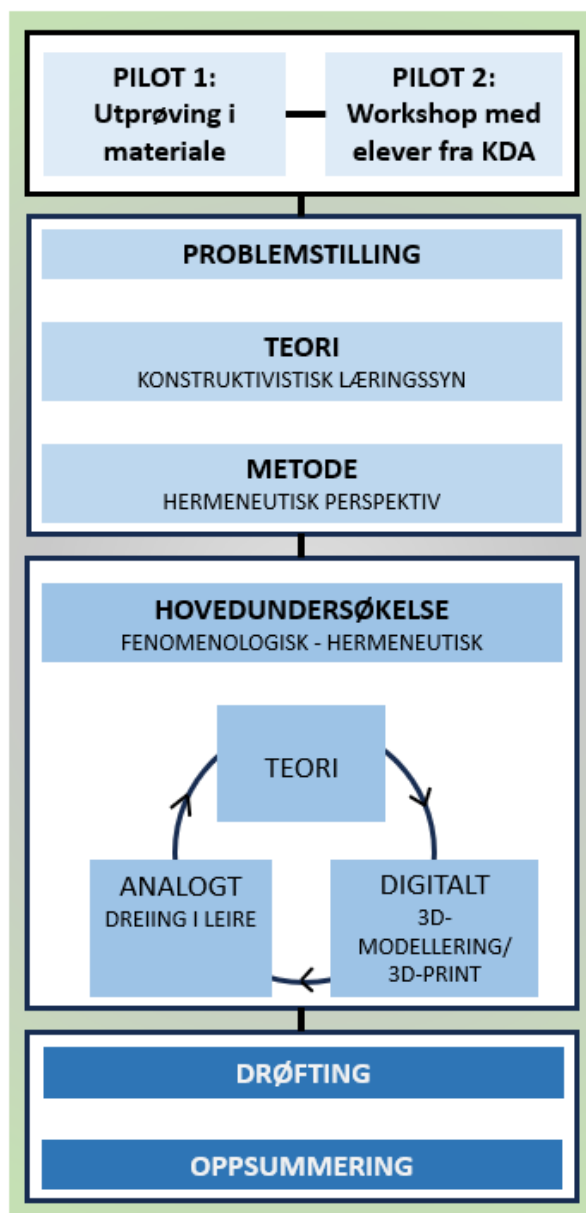 PILOT 1:
Utprøving i
materiale
PILOT 2:
Workshop med
elever fra KDA
PROBLEMSTILLING
TEORI
KONSTRUKTIVISTISK LÆRINGSSYN
METODE
HERMENEUTISK PERSPEKTIV
HOVEDUNDERSØKELSE
FENOMENOLOGISK - HERMENEUTISK
TEORI
ANALOGT
DREIING I LEIRE
DIGITALT
3D-
MODELLERING/
3D-PRINT
DRØFTING
OPPSUMMERING